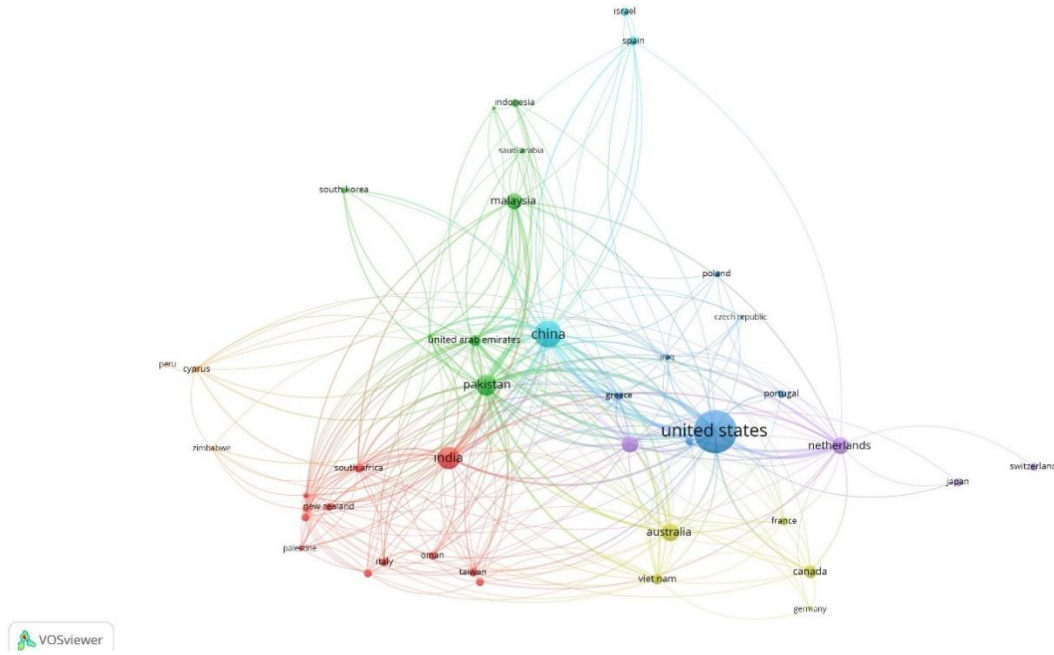 israel
spain
indonesia
saudi arabia
south korea
malaysia
poland
czech republic
china
united arab emirates
iraq
peru
cyprus
pakistan
greece
portugal
united states
netherlands
zimbabwe
india
south africa
switzerland
japan
new zealand
france
australia
palestine
oman
italy
taiwan
viet nam
canada
germany
VOSviewer